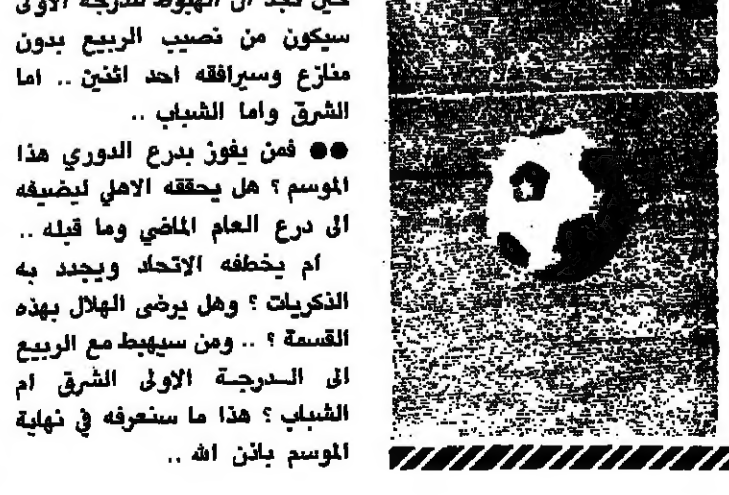 حين نجد ان الهبوط للدرجة الاولى
سيكون من نصيب الربيع بدون
منازع وسيرافقه احد اثنين .. اما
الشرق واما الشباب ..
●● فمن يفوز بدرع الدوري هذا
الموسم ؟ هل يحققه الاهلي ليضيفه
الى درع العام الماضي وما قبله ..
أم يخطفه الاتحاد ويجدد به
الذكريات ؟ وهل يرضى الهلال بهذه
القسمة ؟ .. ومن سيهبط مع الربيع
الى الدرجة الاولى الشرق ام
الشباب ؟ هذا ما سنعرفه في نهاية
الموسم باذن الله ..